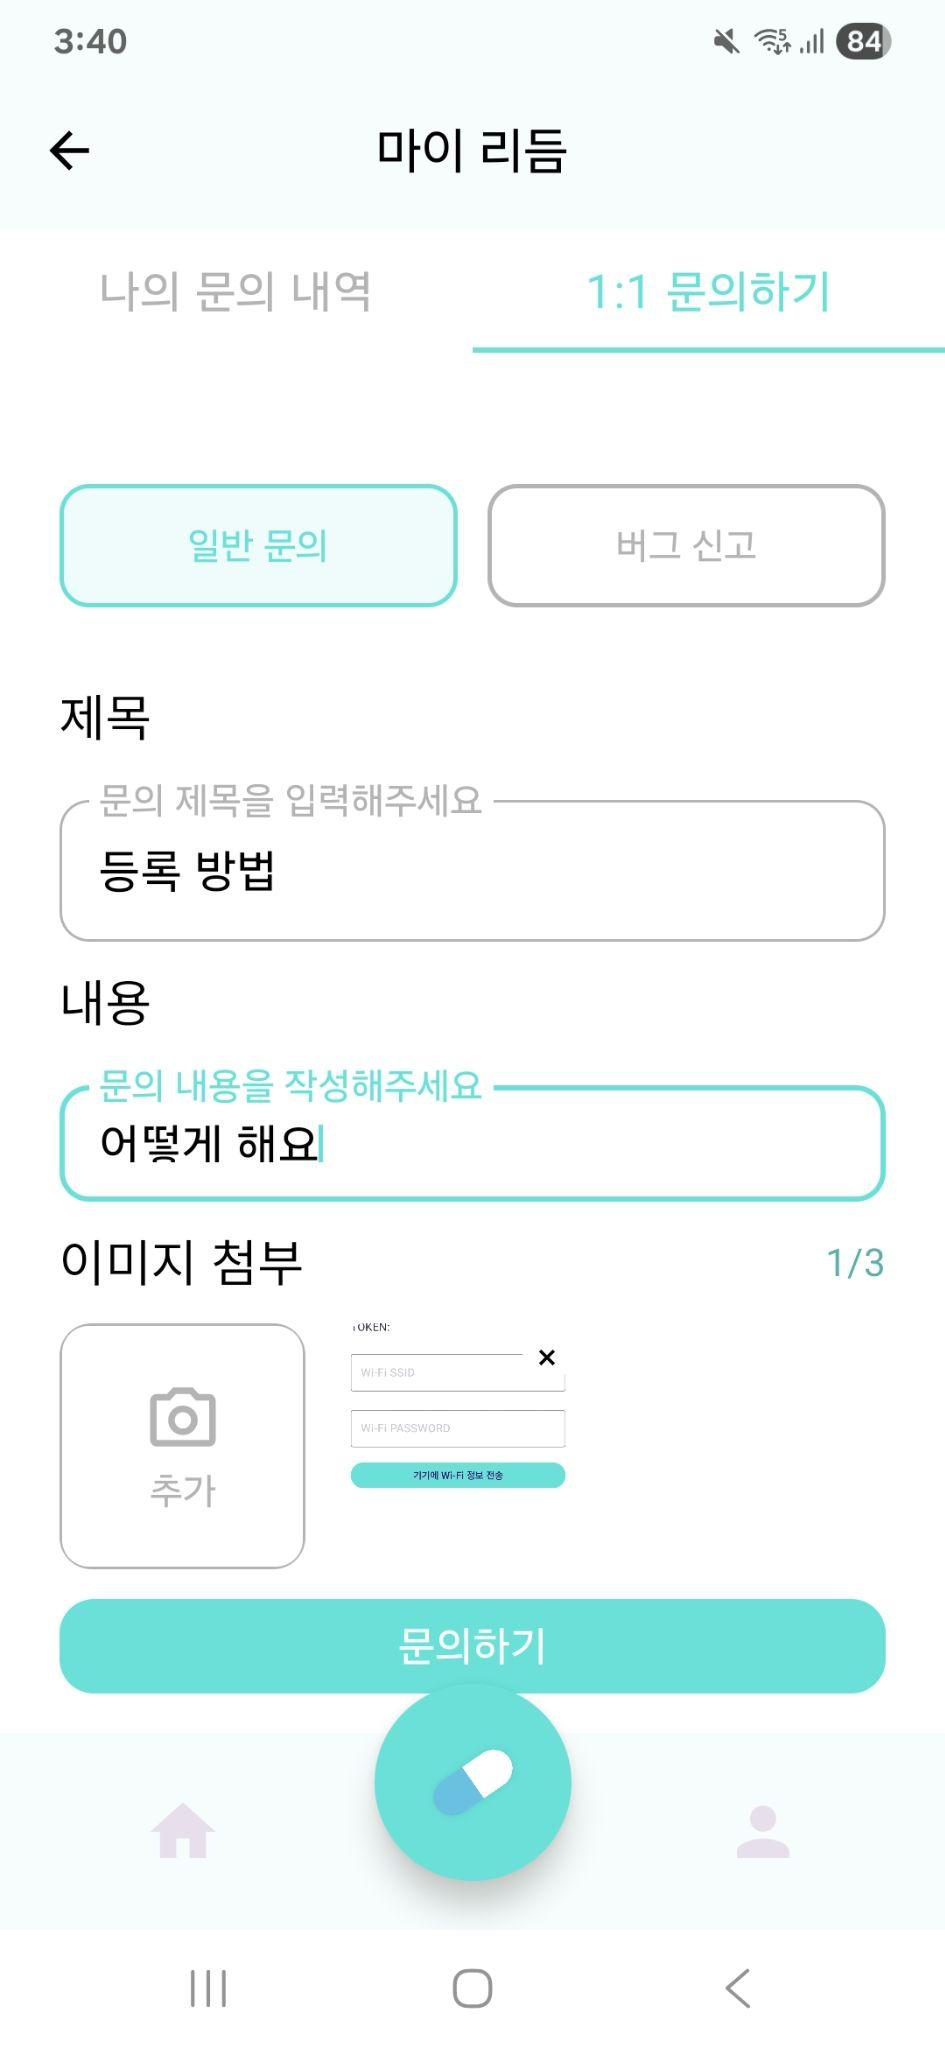 3:40
5
84
마이 리듬
나의 문의 내역
1:1 문의하기
일반 문의
버그 신고
제목
문의 제목을 입력해주세요
등록 방법
내용
문의 내용을 작성해주세요
어떻게 해요
이미지 첨부
1/3
추가
TOKEN:
Wi-Fi SSID
Wi-Fi PASSWORD
기기에 Wi-Fi 정보 전송
문의하기